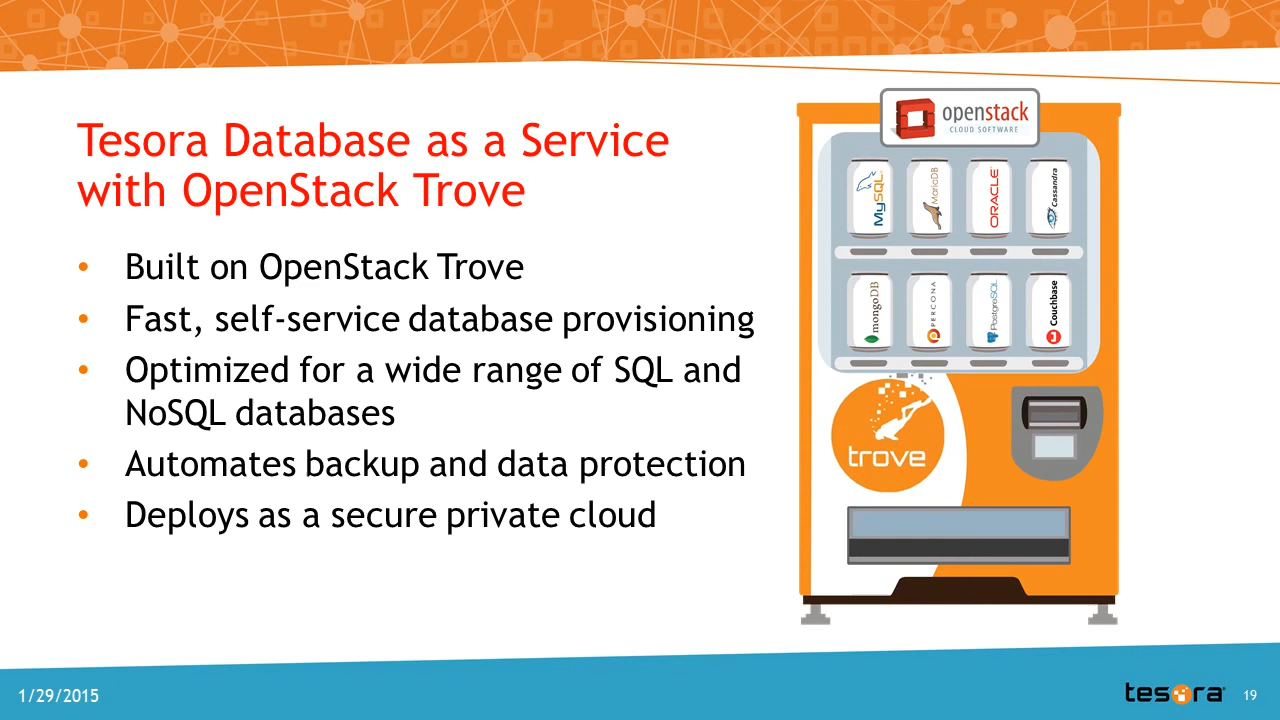 openstack
CLOUD SOFTWARE
Tesora Database as a Service
with OpenStack Trove
• Built on OpenStack Trove
• Fast, self-service database provisioning
• Optimized for a wide range of SQL and
NoSQL databases
• Automates backup and data protection
• Deploys as a secure private cloud
MySQL
MariaDB
ORACLE
Cassandra
mongoDB
PERCONA
PostgreSQL
Couchbase
trove
1/29/2015
tesora
19